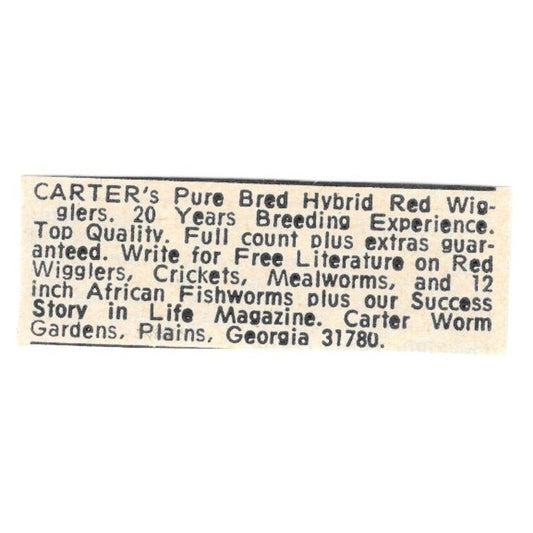 CARTER's Pure Bred Hybrid Red Wig-
glers. 20 Years Breeding Experience.
Top Quality. Full count plus extras guar-
anteed. Write for Free Literature on Red
Wigglers, Crickets, Mealworms, and 12
inch African Fishworms plus our Success
Story in Life Magazine. Carter Worm
Gardens, Plains, Georgia 31780.